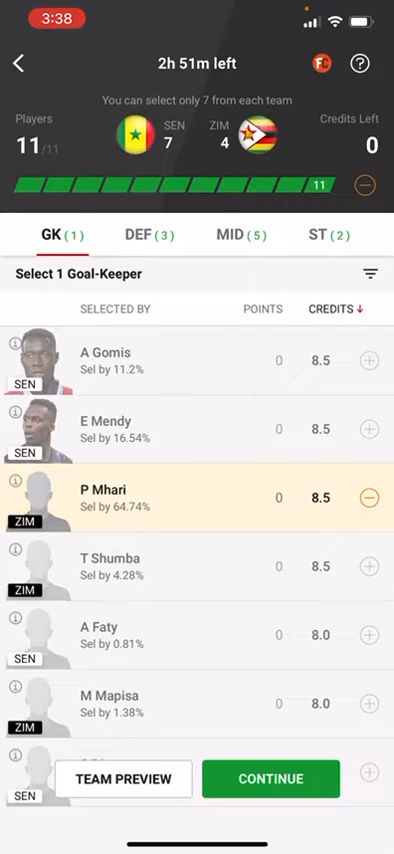 3:38
2h 51m left
FC
?
You can select only 7 from each team
Players
SEN
ZIM
Credits Left
11/11
7
4
0
11
GK (1)
DEF (3)
MID (5)
ST (2)
Select 1 Goal-Keeper
SELECTED BY
POINTS
CREDITS ↓
A Gomis
Sel by 11.2%
0
8.5
SEN
E Mendy
Sel by 16.54%
0
8.5
SEN
P Mhari
Sel by 64.74%
0
8.5
ZIM
T Shumba
Sel by 4.28%
0
8.5
ZIM
A Faty
Sel by 0.81%
0
8.0
SEN
M Mapisa
Sel by 1.38%
0
8.0
ZIM
SEN
TEAM PREVIEW
CONTINUE